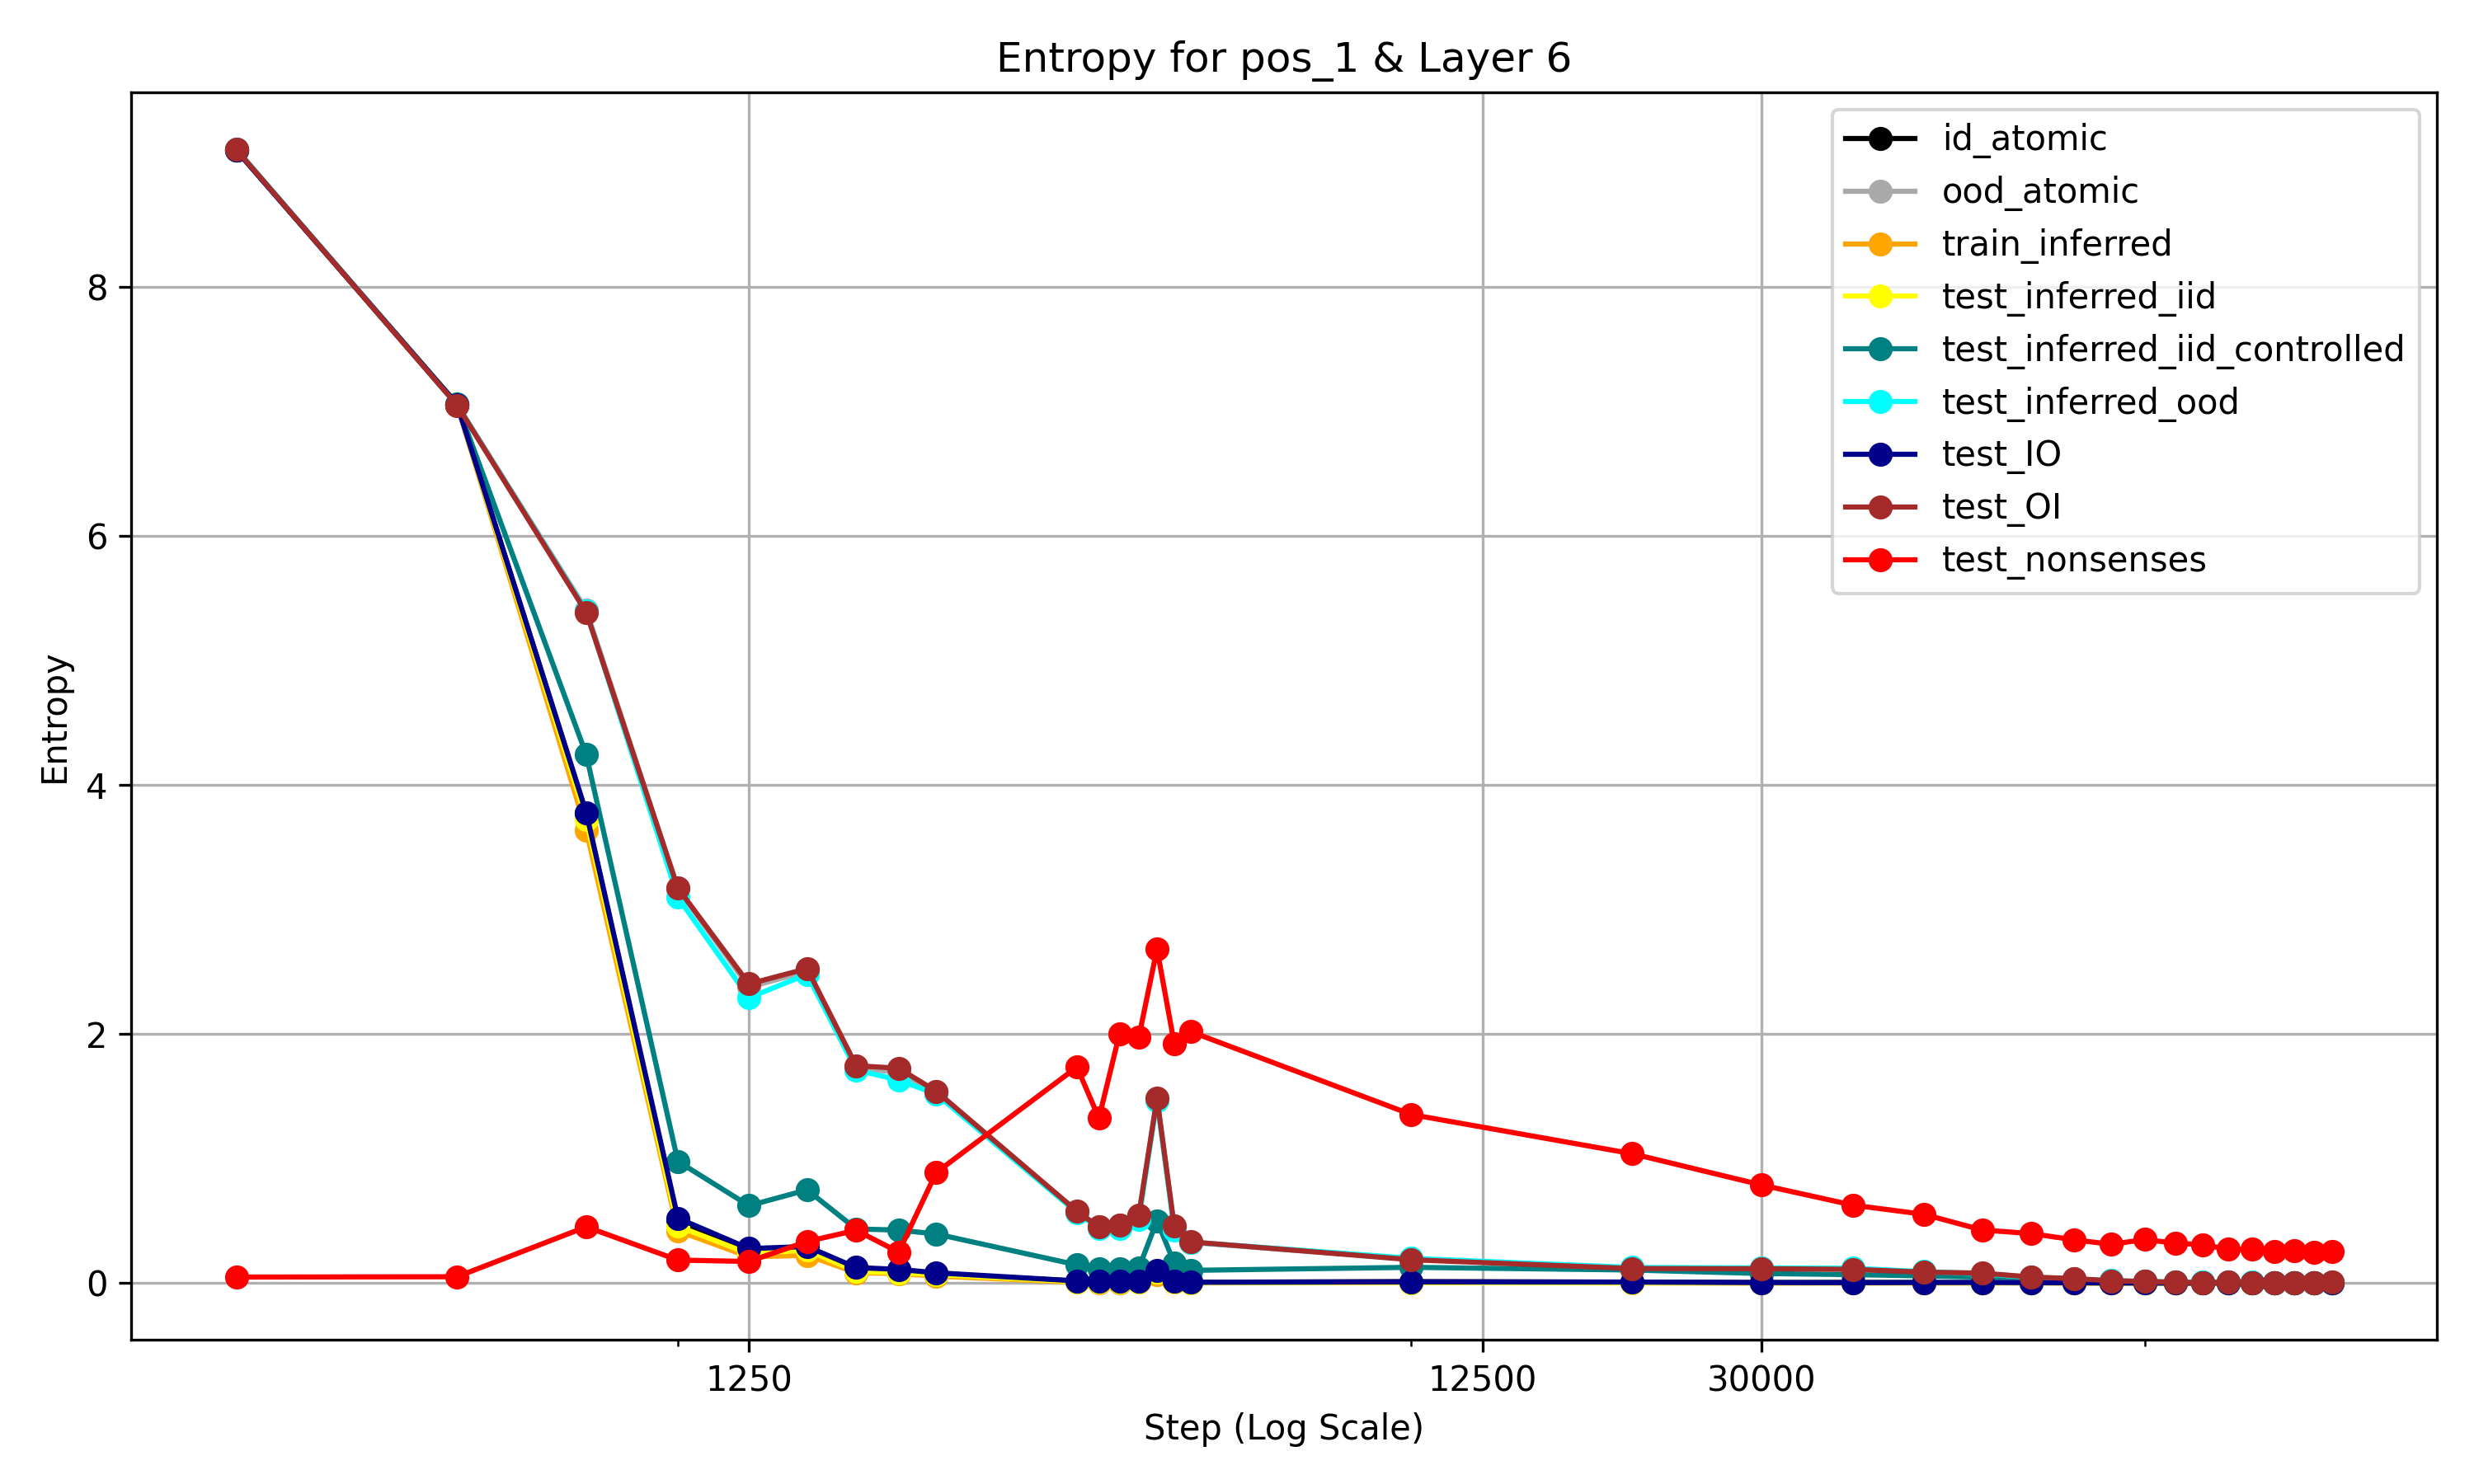 Entropy for pos_1 & Layer 6
id_atomic
ood_atomic
train_inferred
test_inferred_iid
test_inferred_iid_controlled
test_inferred_ood
test_IO
test_OI
test_nonsenses
Entropy
8
6
4
2
0
1250 12500 30000
Step (Log Scale)